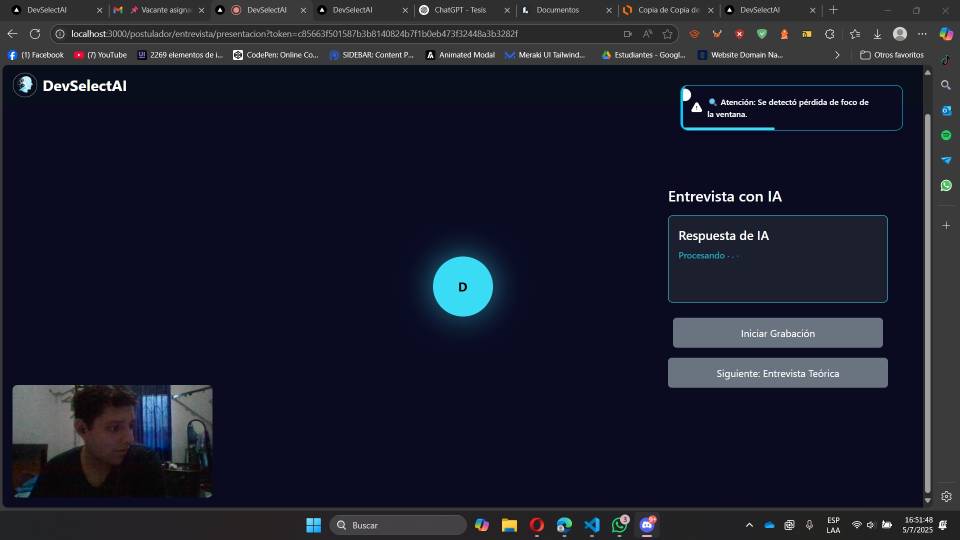 DevSelectAI
📌 Vacante asigna
DevSelectAI
DevSelectAI
ChatGPT - Tesis
Documentos
Copia de Copia de
DevSelectAI
localhost:3000/postulador/entrevista/presentacion?token=c85663f501587b3b8140824b7f1b0eb473f32448a3b3282f
(1) Facebook
(7) YouTube
2269 elementos de i...
CodePen: Online Co...
SIDEBAR: Content P...
Animated Modal
Meraki UI Tailwind...
Estudiantes - Googl...
Website Domain Na...
Otros favoritos
DevSelectAI
Atención: Se detectó pérdida de foco de
la ventana.
Entrevista con IA
Respuesta de IA
Procesando . . .
D
Iniciar Grabación
Siguiente: Entrevista Teórica
Buscar
ESP
LAA
16:51:48
5/7/2025